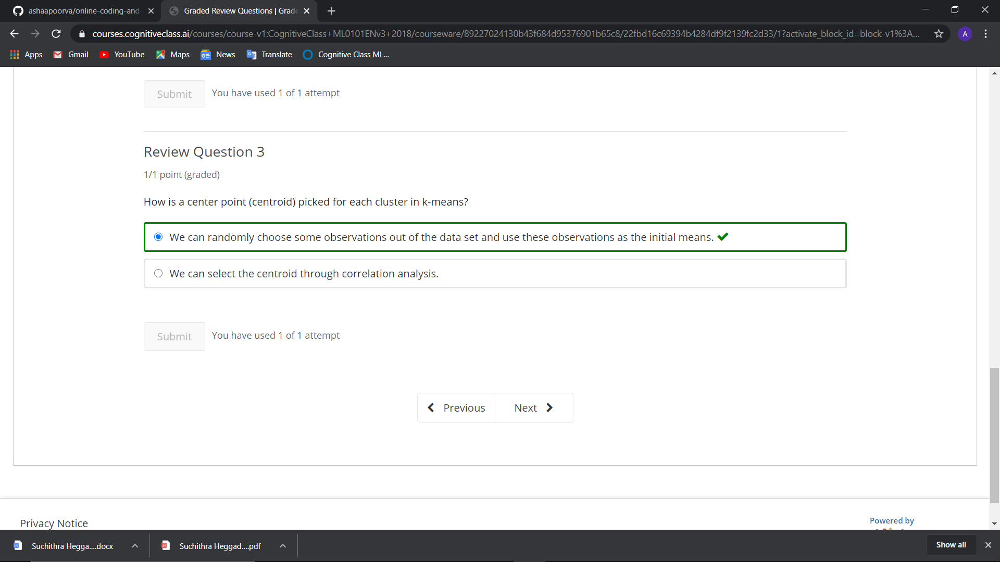 ashaapoorva/online-coding-and-
Graded Review Questions | Grade
courses.cognitiveclass.ai/courses/course-v1:CognitiveClass+ML0101ENv3+2018/courseware/89227024130b43f684d95376901b65c8/22fbd16c69394b4284df9f2139fc2d33/1?activate_block_id=block-v1%3A...
A
Apps
Gmail
YouTube
Maps
News
Translate
Cognitive Class ML...
Submit
You have used 1 of 1 attempt
Review Question 3
1/1 point (graded)
How is a center point (centroid) picked for each cluster in k-means?
We can randomly choose some observations out of the data set and use these observations as the initial means.
We can select the centroid through correlation analysis.
Submit
You have used 1 of 1 attempt
Previous
Next
Privacy Notice
Powered by
Suchithra Hegga....docx
Suchithra Heggad....pdf
Show all